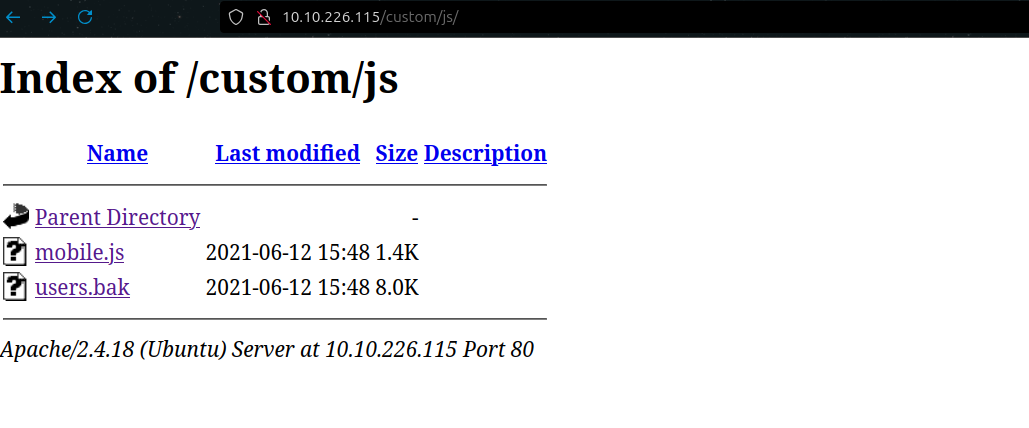 10.10.226.115/custom/js/
Index of /custom/js
Name Last modified Size Description
Parent Directory -
mobile.js 2021-06-12 15:48 1.4K
users.bak 2021-06-12 15:48 8.0K
Apache/2.4.18 (Ubuntu) Server at 10.10.226.115 Port 80